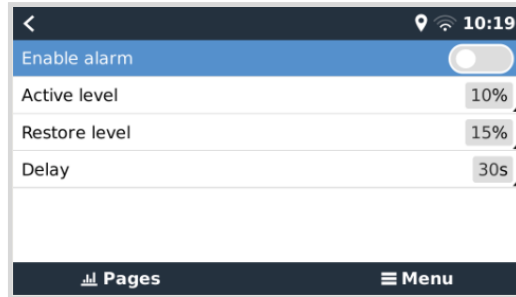 10:19
Enable alarm
Active level 10%
Restore level 15%
Delay 30s
Pages Menu